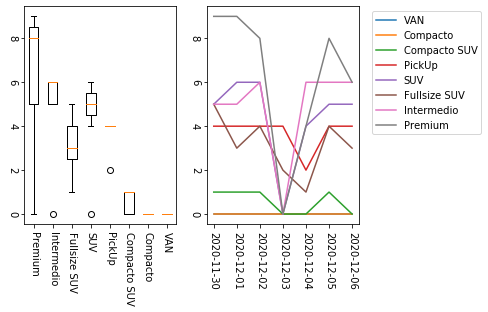 8
6
4
2
0
Premium
Intermedio
Fullsize SUV
SUV
PickUp
Compacto SUV
Compacto
VAN
8
6
4
2
0
2020-11-30
2020-12-01
2020-12-02
2020-12-03
2020-12-04
2020-12-05
2020-12-06
VAN
Compacto
Compacto SUV
PickUp
SUV
Fullsize SUV
Intermedio
Premium